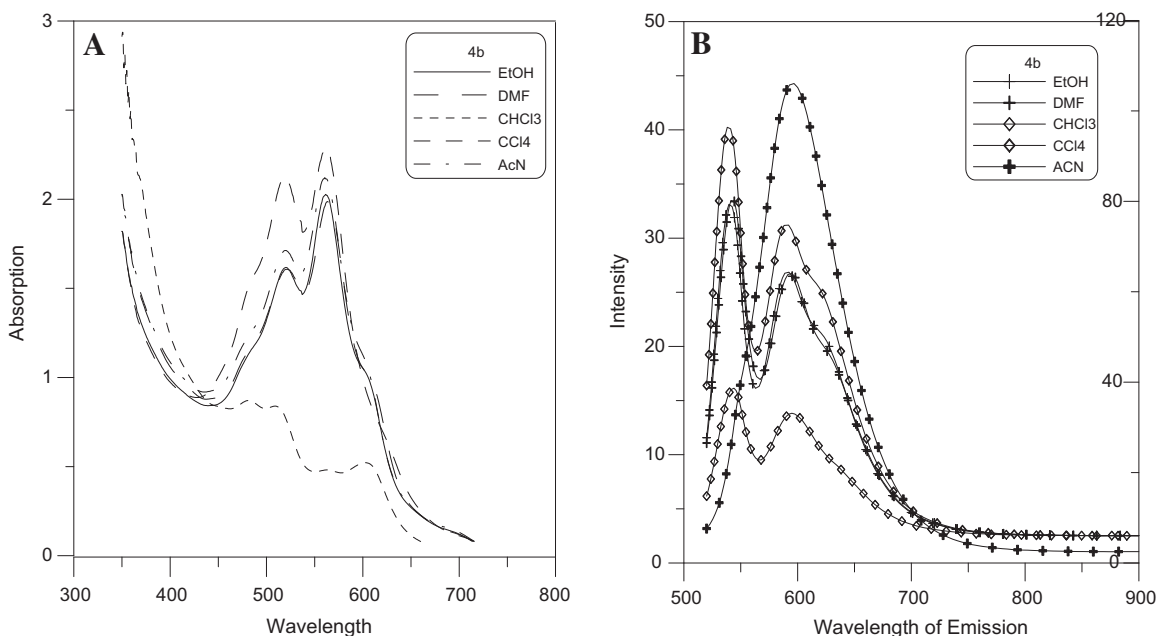 A
4b
EtOH
DMF
CHCl3
CCl4
AcN
3
2
1
0
Absorption
300 400 500 600 700 800
Wavelength
B
4b
EtOH
DMF
CHCl3
CCl4
ACN
50
40
30
20
10
0
Intensity
120
80
40
0
500 600 700 800 900
Wavelength of Emission